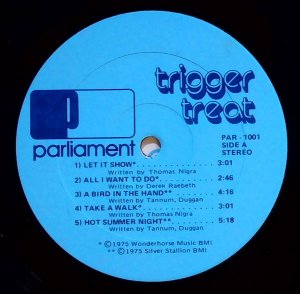 trigger
treat
p
parliament
PAR - 1001
SIDE A
STEREO
1) LET IT SHOW* . . . . . . . . . . . . . 3:01
Written by Thomas Nigra
2) ALL I WANT TO DO* . . . . . . . . . 2:46
Written by Derek Raebeth
3) A BIRD IN THE HAND** . . . . . . 4:16
Written by Tannum, Duggan
4) TAKE A WALK* . . . . . . . . . . . . . 3:01
Written by Thomas Nigra
5) HOT SUMMER NIGHT** . . . . . . 5:18
Written by Tannum, Duggan
* ©1975 Wonderhorse Music BMI
** ©1975 Silver Stallion BMI